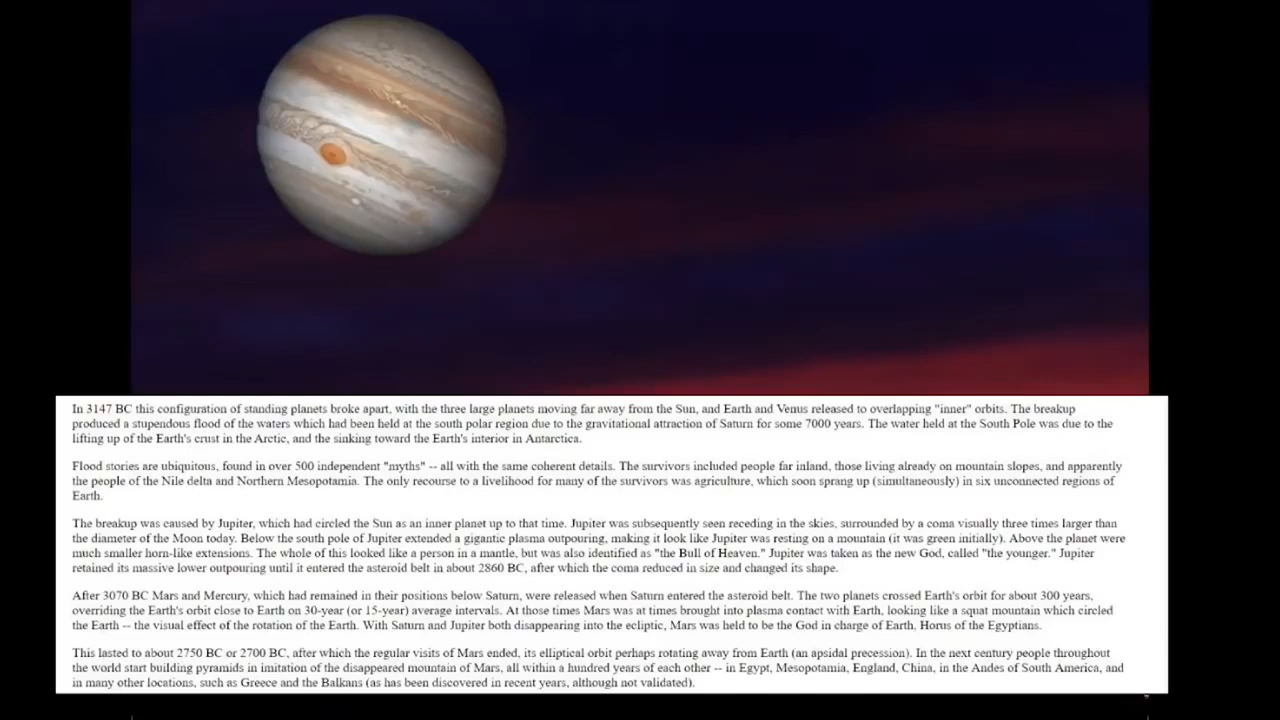 In 3147 BC this configuration of standing planets broke apart, with the three large planets moving far away from the Sun, and Earth and Venus released to overlapping "inner" orbits. The breakup
produced a stupendous flood of the waters which had been held at the south polar region due to the gravitational attraction of Saturn for some 7000 years. The water held at the South Pole was due to the
lifting up of the Earth's crust in the Arctic, and the sinking toward the Earth's interior in Antarctica.
Flood stories are ubiquitous, found in over 500 independent "myths" -- all with the same coherent details. The survivors included people far inland, those living already on mountain slopes, and apparently
the people of the Nile delta and Northern Mesopotamia. The only recourse to a livelihood for many of the survivors was agriculture, which soon sprang up (simultaneously) in six unconnected regions of
Earth.
The breakup was caused by Jupiter, which had circled the Sun as an inner planet up to that time. Jupiter was subsequently seen receding in the skies, surrounded by a coma visually three times larger than
the diameter of the Moon today. Below the south pole of Jupiter extended a gigantic plasma outpouring, making it look like Jupiter was resting on a mountain (it was green initially). Above the planet were
much smaller horn-like extensions. The whole of this looked like a person in a mantle, but was also identified as "the Bull of Heaven." Jupiter was taken as the new God, called "the younger." Jupiter
retained its massive lower outpouring until it entered the asteroid belt in about 2860 BC, after which the coma reduced in size and changed its shape.
After 3070 BC Mars and Mercury, which had remained in their positions below Saturn, were released when Saturn entered the asteroid belt. The two planets crossed Earth's orbit for about 300 years,
overriding the Earth's orbit close to Earth on 30-year (or 15-year) average intervals. At those times Mars was at times brought into plasma contact with Earth, looking like a squat mountain which circled
the Earth -- the visual effect of the rotation of the Earth. With Saturn and Jupiter both disappearing into the ecliptic, Mars was held to be the God in charge of Earth, Horus of the Egyptians.
This lasted to about 2750 BC or 2700 BC, after which the regular visits of Mars ended, its elliptical orbit perhaps rotating away from Earth (an apsidal precession). In the next century people throughout
the world start building pyramids in imitation of the disappeared mountain of Mars, all within a hundred years of each other -- in Egypt, Mesopotamia, England, China, in the Andes of South America, and
in many other locations, such as Greece and the Balkans (as has been discovered in recent years, although not validated).